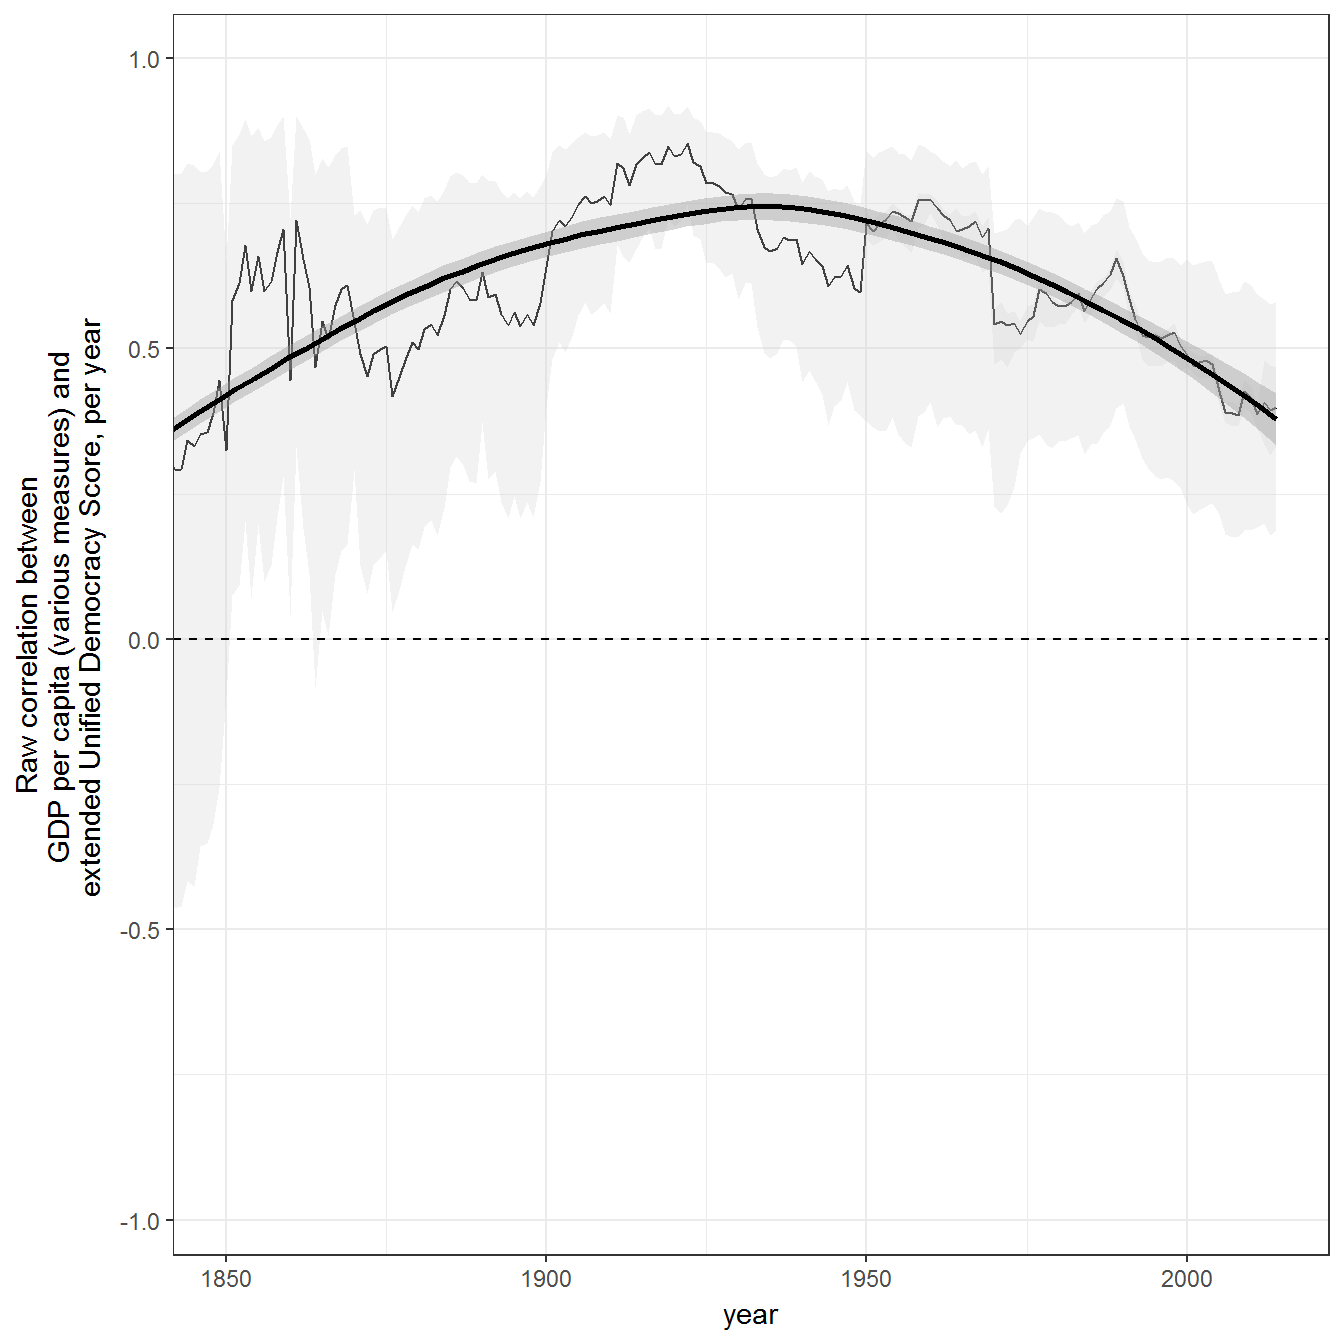 Raw correlation between
GDP per capita (various measures) and
extended Unified Democracy Score, per year
1.0
0.5
0.0
-0.5
-1.0
1850
1900
1950
2000
year